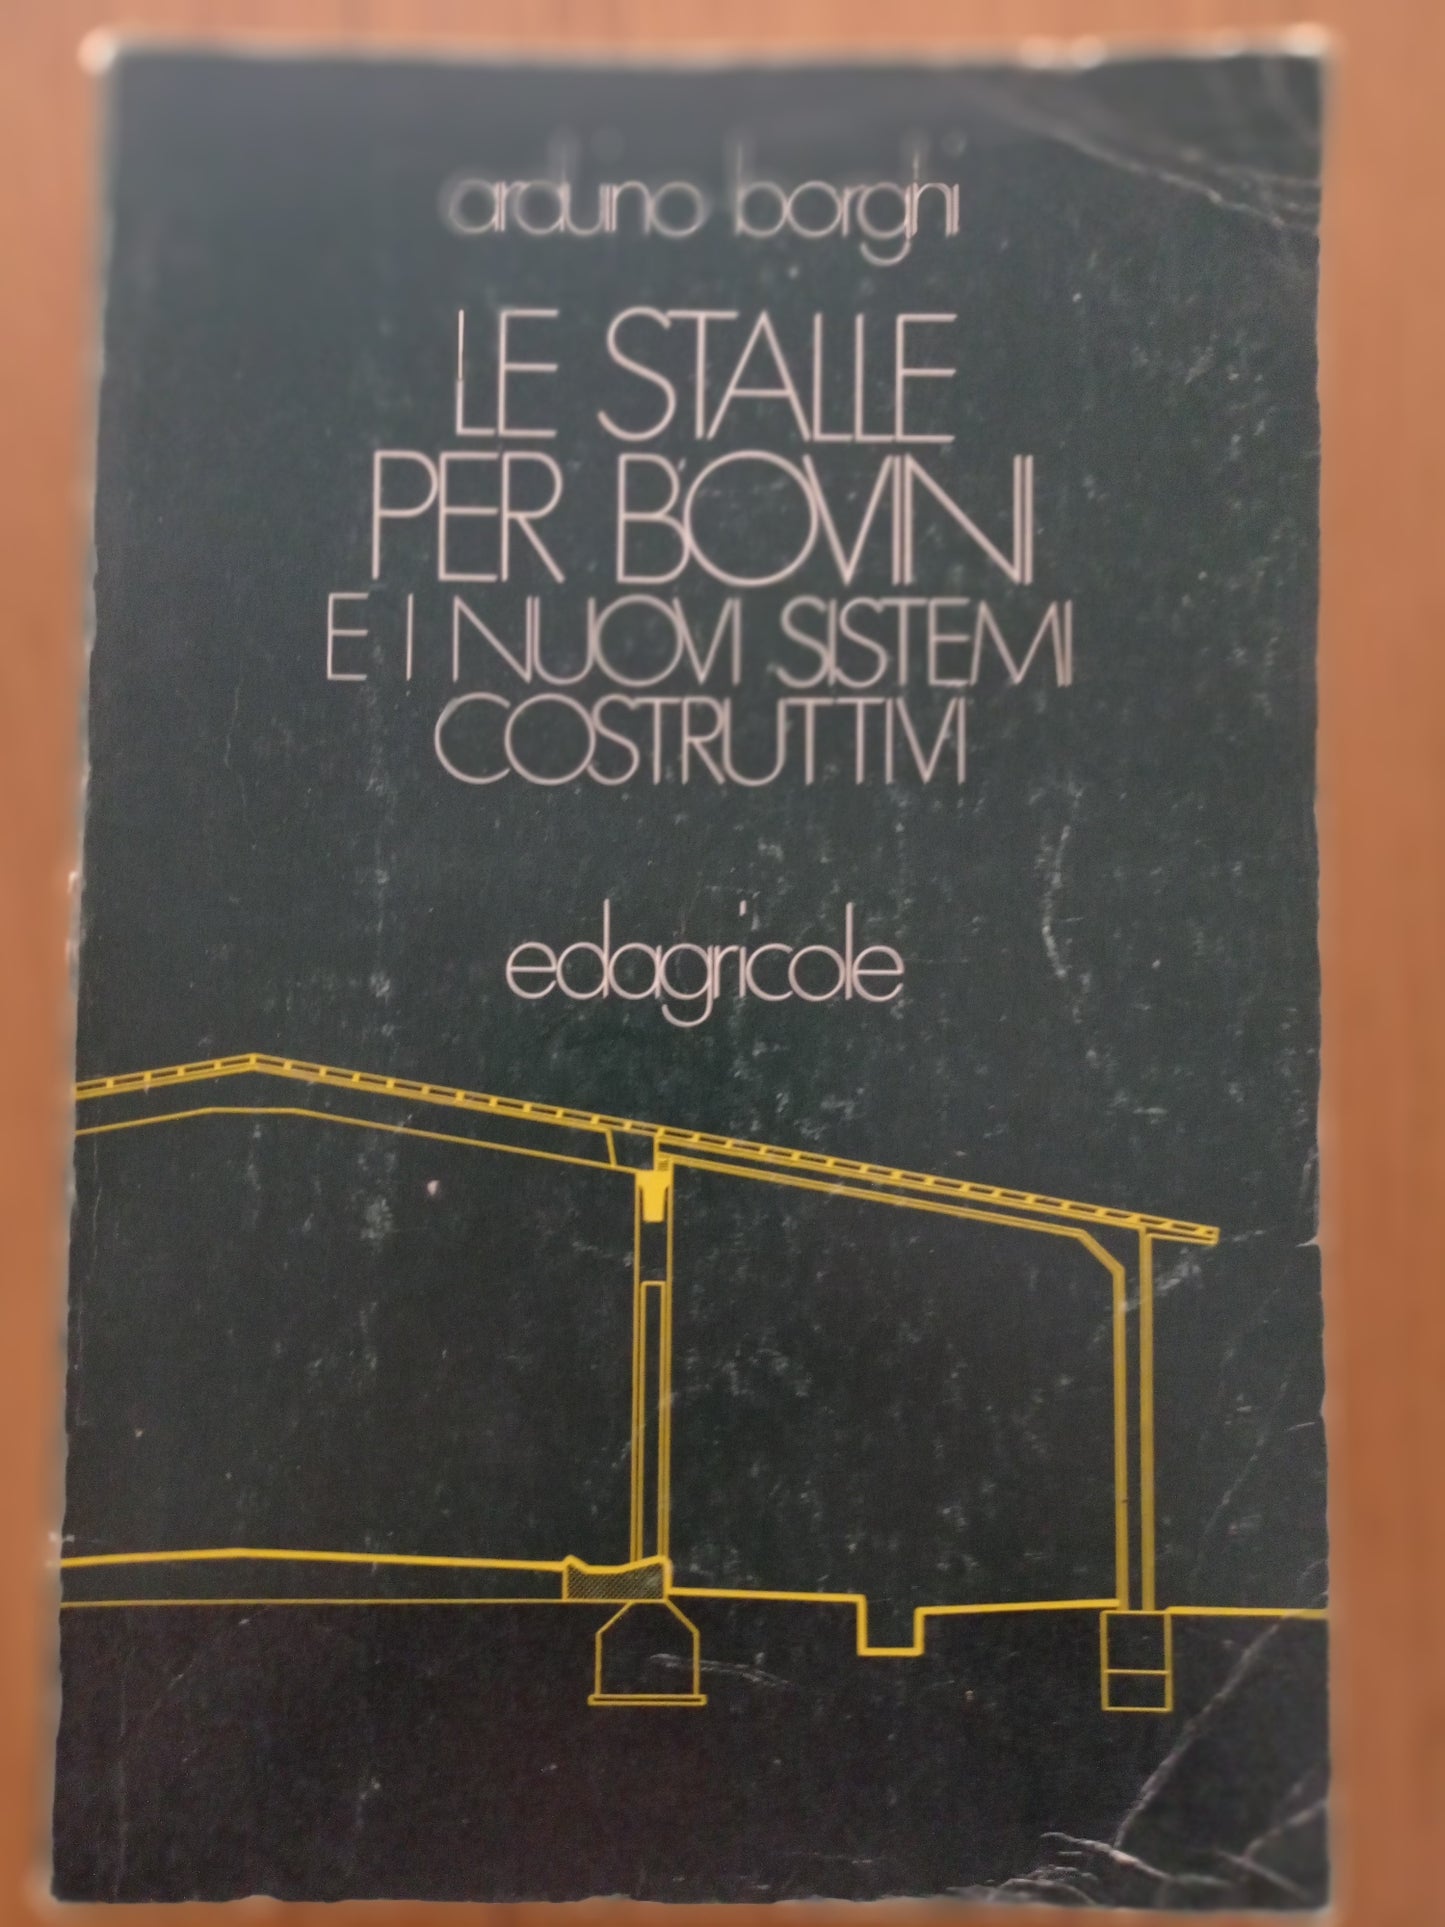 arduino borghi
LE STALLE
PER BOVINI
E I NUOVI SISTEMI
COSTRUTTIVI
edagricole